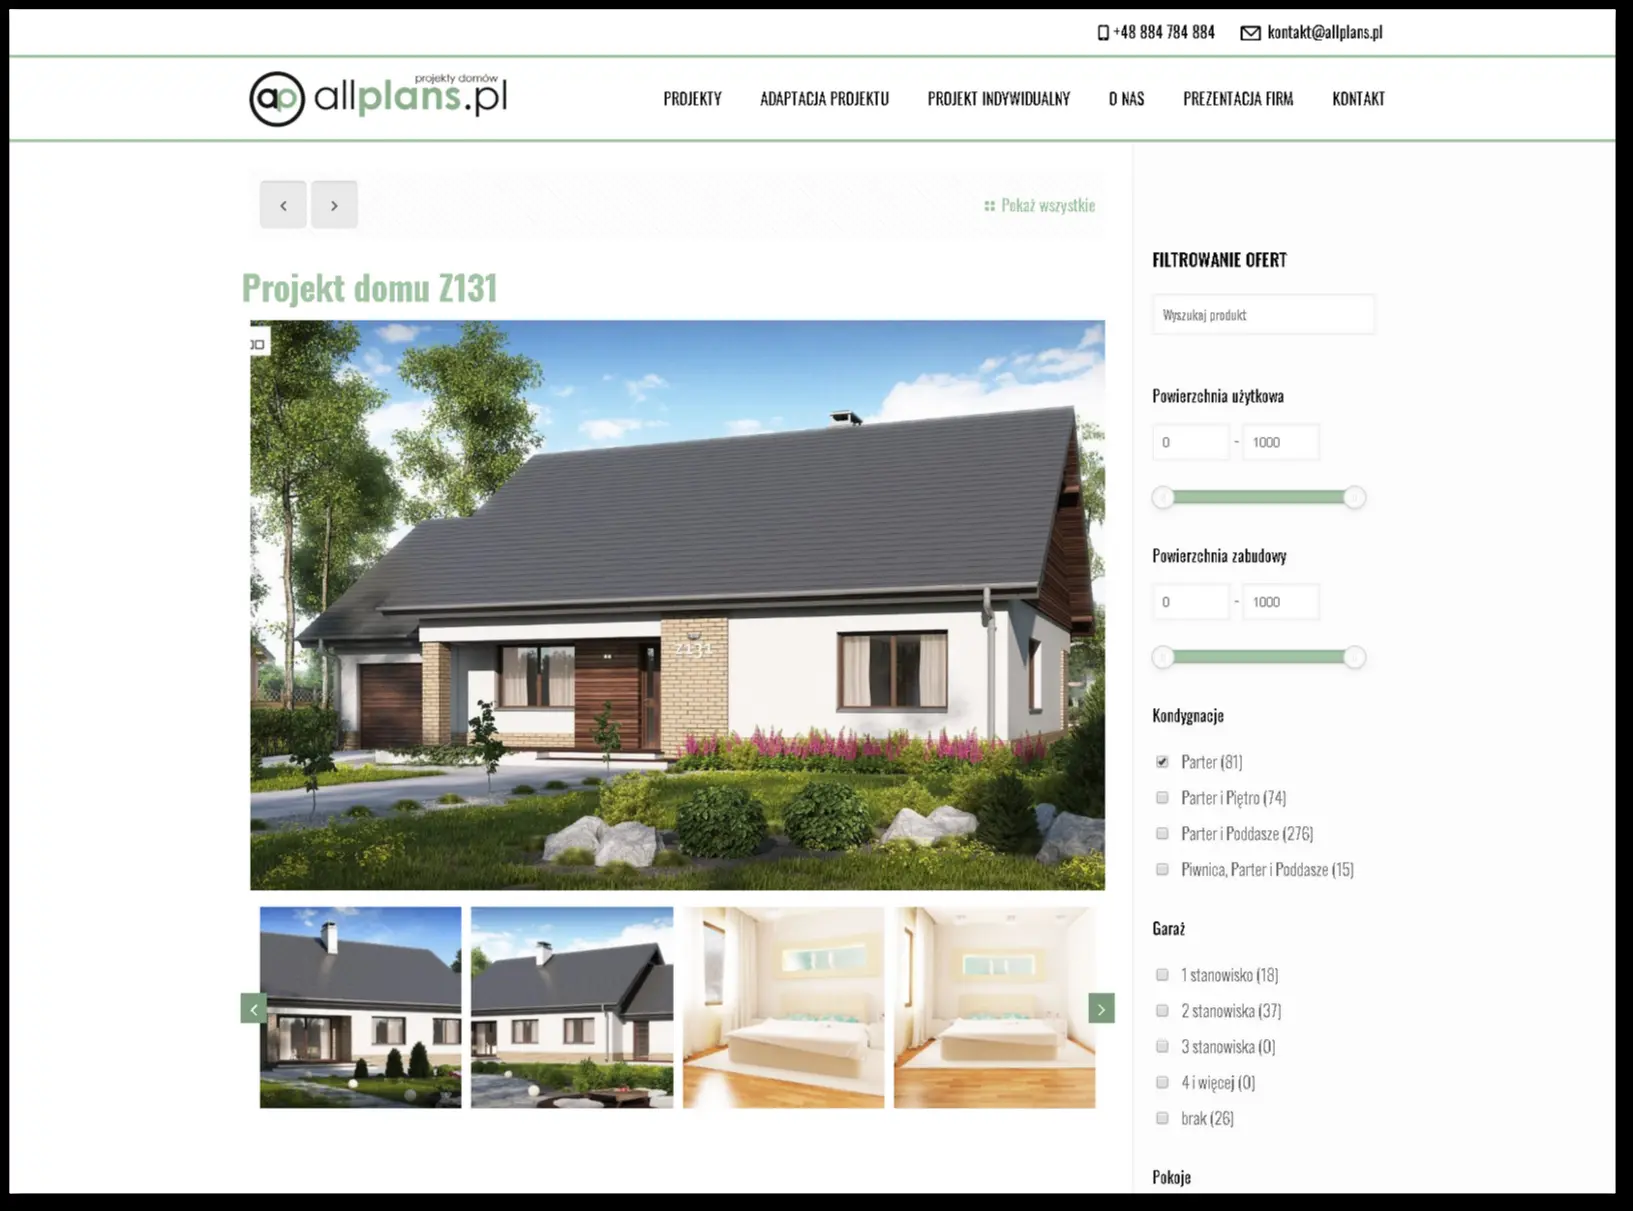 +48 884 784 884
kontakt@allplans.pl
projekty domów
ap allplans.pl
PROJEKTY
ADAPTACJA PROJEKTU
PROJEKT INDYWIDUALNY
O NAS
PREZENTACJA FIRM
KONTAKT
Pokaż wszystkie
Projekt domu Z131
Z131
FILTROWANIE OFERT
Wyszukaj produkt
Powierzchnia użytkowa
0 - 1000
Powierzchnia zabudowy
0 - 1000
Kondygnacje
Parter (81)
Parter i Piętro (74)
Parter i Poddasze (276)
Piwnica, Parter i Poddasze (15)
Garaż
1 stanowisko (18)
2 stanowiska (37)
3 stanowiska (0)
4 i więcej (0)
brak (26)
Pokoje